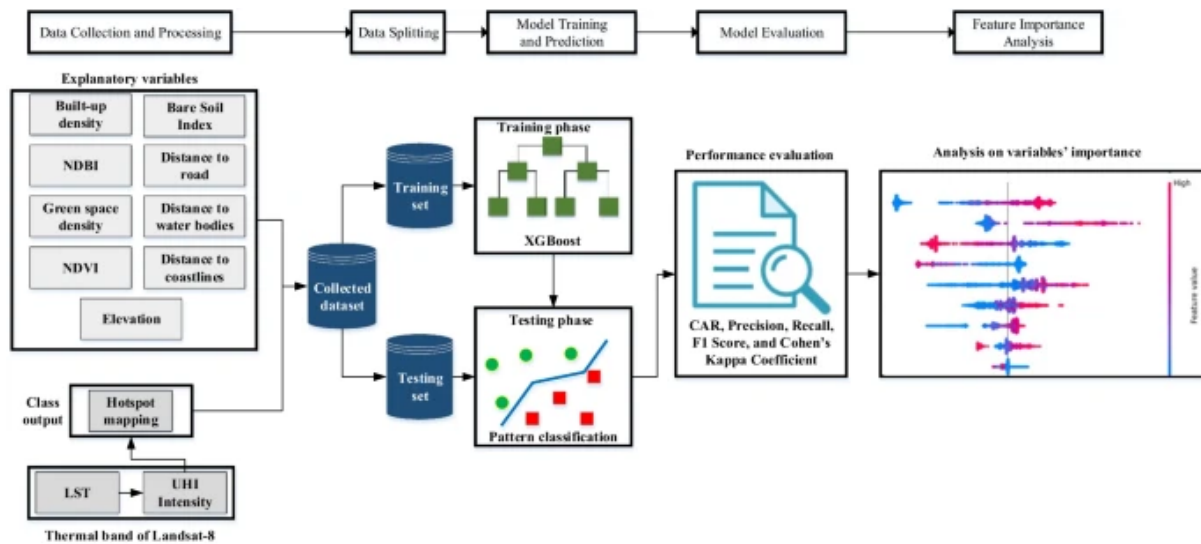 Data Collection and Processing
Data Splitting
Model Training
and Prediction
Model Evaluation
Feature Importance
Analysis
Explanatory variables
Built-up
density
Bare Soil
Index
NDBI
Distance to
road
Green space
density
Distance to
water bodies
NDVI
Distance to
coastlines
Elevation
Class
output
Hotspot
mapping
LST
UHI
Intensity
Thermal band of Landsat-8
Collected
dataset
Training
set
Testing
set
Training phase
XGBoost
Testing phase
Pattern classification
Performance evaluation
CAR, Precision, Recall,
F1 Score, and Cohen's
Kappa Coefficient
Analysis on variables' importance
High
Feature value